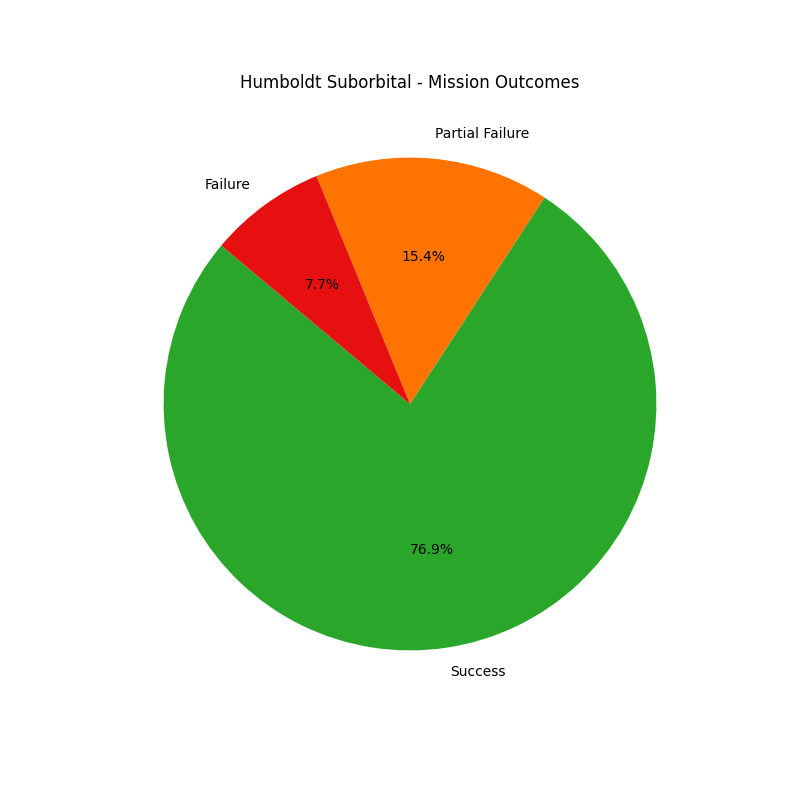 Humboldt Suborbital - Mission Outcomes
Partial Failure
Failure
15.4%
7.7%
76.9%
Success